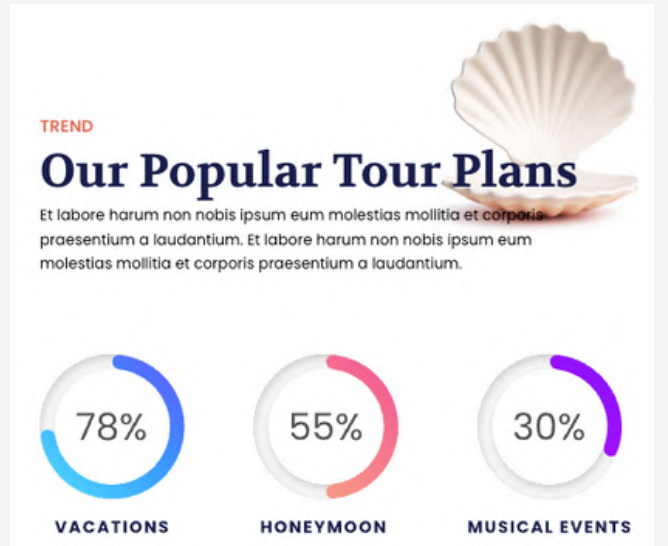 TREND
Our Popular Tour Plans
Et labore harum non nobis ipsum eum molestias mollitia et corporis
praesentium a laudantium. Et labore harum non nobis ipsum eum
molestias mollitia et corporis praesentium a laudantium.
78% 55% 30%
VACATIONS HONEYMOON MUSICAL EVENTS